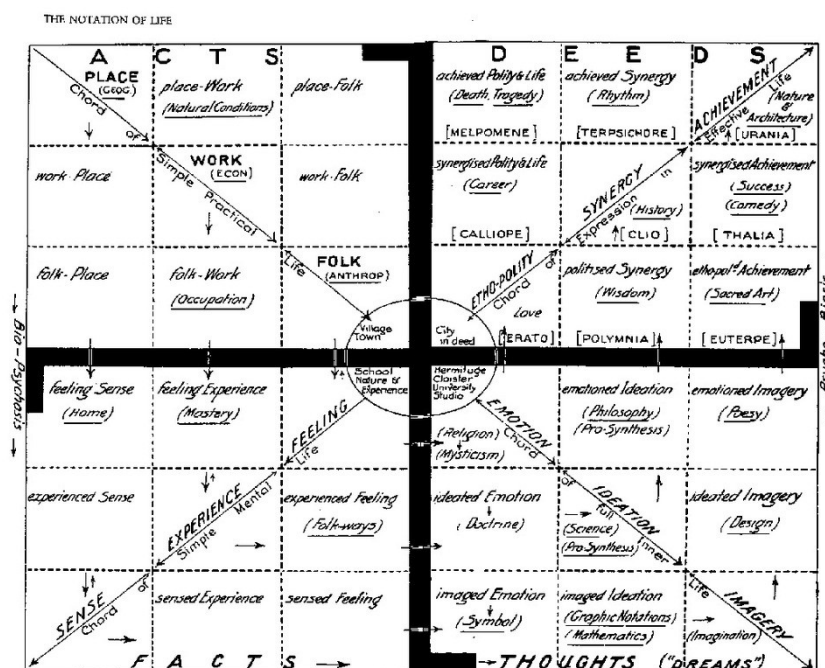 THE NOTATION OF LIFE
A C T S
D E E D S
PLACE
(GEOG)
Chord of
Simple Practical
Life
place-Work
(Natural Conditions)
place-Folk
work-Place
WORK
(ECON)
work-Folk
folk-Place
folk-Work
(Occupation)
FOLK
(ANTHROP)
achieved Polity & Life
(Death, Tragedy)
[MELPOMENE]
achieved Synergy
(Rhythm)
[TERPSICHORE]
ACHIEVEMENT
Effective Life
(Nature
&
Architecture)
[URANIA]
synergised Polity & Life
(Career)
[CALLIOPE]
SYNERGY
Expression in
(History)
[CLIO]
synergised Achievement
(Success)
(Comedy)
[THALIA]
ETHO-POLITY
Chord of
Love
[ERATO]
politised Synergy
(Wisdom)
[POLYMNIA]
etho-pol^d Achievement
(Sacred Art)
[EUTERPE]
Village
Town
City
in deed
School
Nature &
Experience
Hermitage
Cloister
University
Studio
Bio-Psychosis
feeling Sense
(Home)
feeling Experience
(Mastery)
FEELING
Life
experienced Sense
EXPERIENCE
Simple Mental
experienced Feeling
(Folk-ways)
SENSE
Chord of
sensed Experience
sensed Feeling
F A C T S
EMOTION
Chord
(Religion)
(Mysticism)
emotioned Ideation
(Philosophy)
(Pro-Synthesis)
emotioned Imagery
(Poesy)
ideated Emotion
(Doctrine)
IDEATION
of full Inner
(Science)
(Pro-Synthesis)
ideated Imagery
(Design)
imaged Emotion
(Symbol)
imaged Ideation
(Graphic Notations)
(Mathematics)
IMAGERY
Life
(Imagination)
THOUGHTS ("DREAMS")